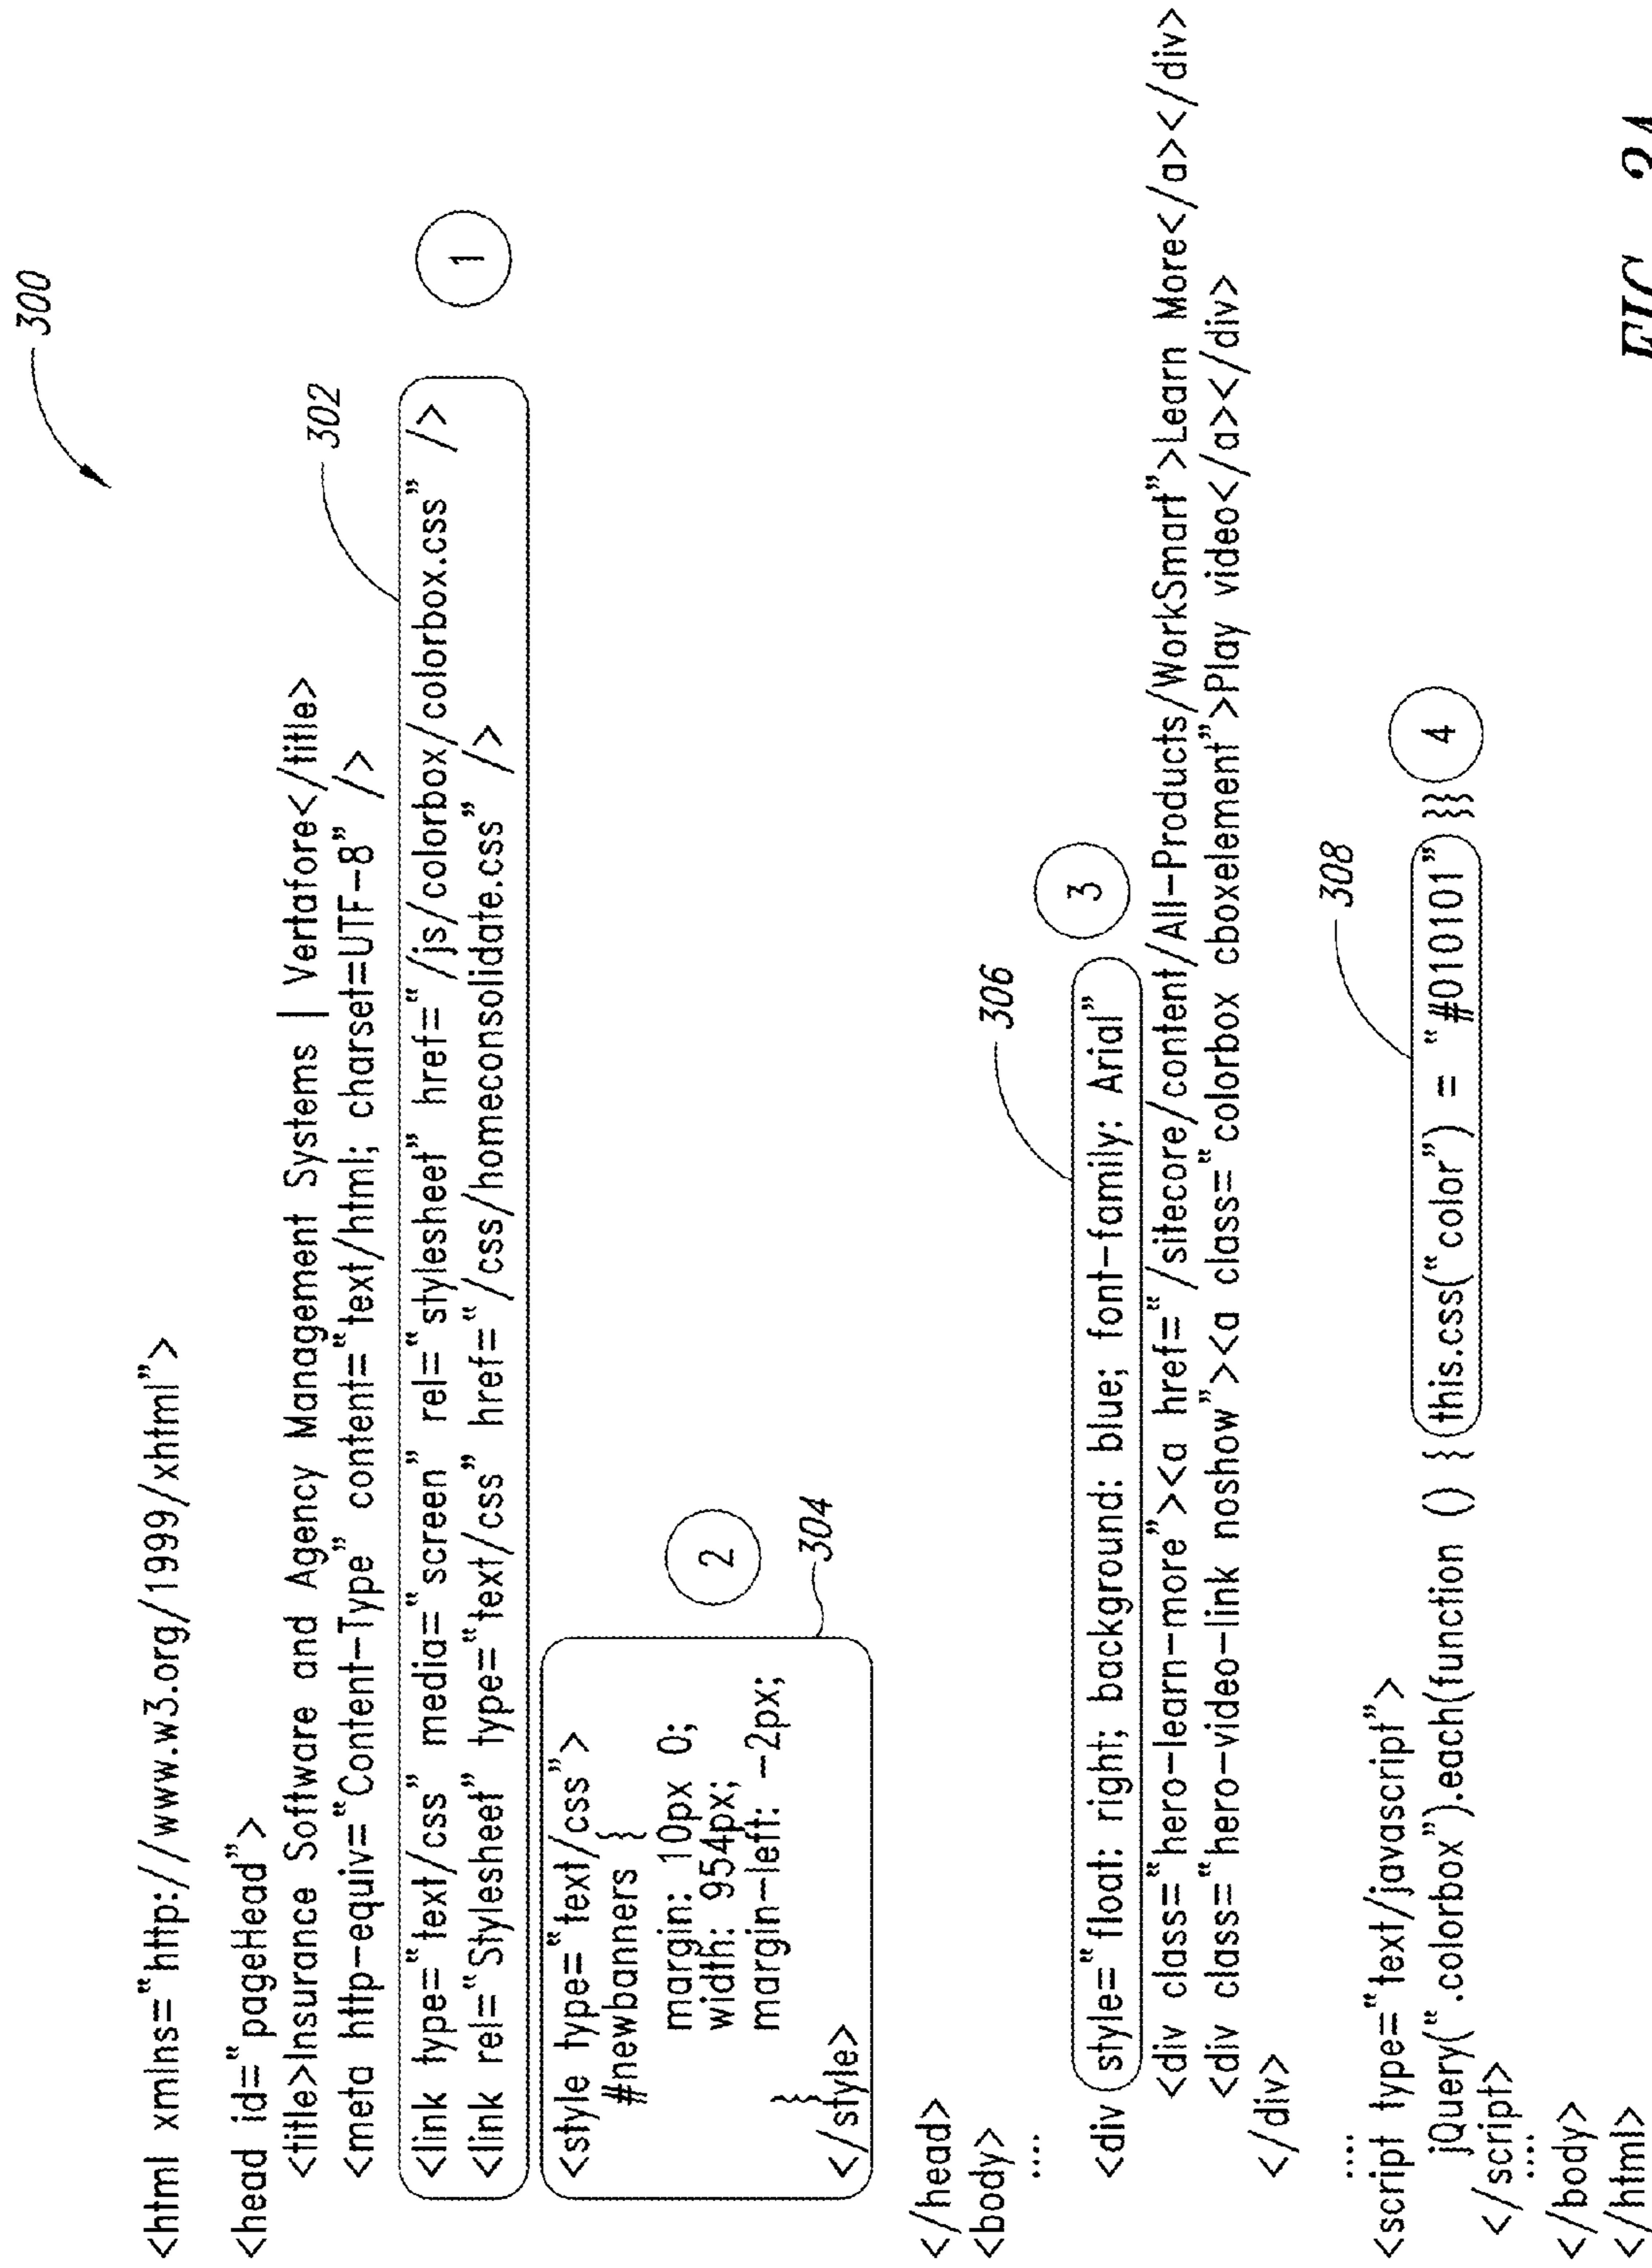 300
<html xmlns="http://www.w3.org/1999/xhtml">
<head id="pageHead">
<title>Insurance Software and Agency Management Systems | Vertafore</title>
<meta http-equiv="Content-Type" content="text/html; charset=UTF-8" />
302
<link type="text/css" media="screen" rel="stylesheet" href="/js/colorbox/colorbox.css" />
<link rel="Stylesheet" type="text/css" href="/css/homeconsolidate.css" />
1
<style type="text/css">
#newbanners {
margin: 10px 0;
width: 954px;
margin-left: -2px;
}
</style>
2
304
</head>
<body>
....
306
<div style="float: right; background: blue; font-family: Arial"
3
<div class="hero-learn-more"><a href="/sitecore/content/All-Products/WorkSmart">Learn More</a></div>
<div class="hero-video-link noshow"><a class="colorbox cboxelement">Play video</a></div>
</div>
....
308
<script type="text/javascript">
jQuery(".colorbox").each(function () { this.css("color") = "#010101" }}
4
</script>
....
</body>
</html>
FIG. 3A